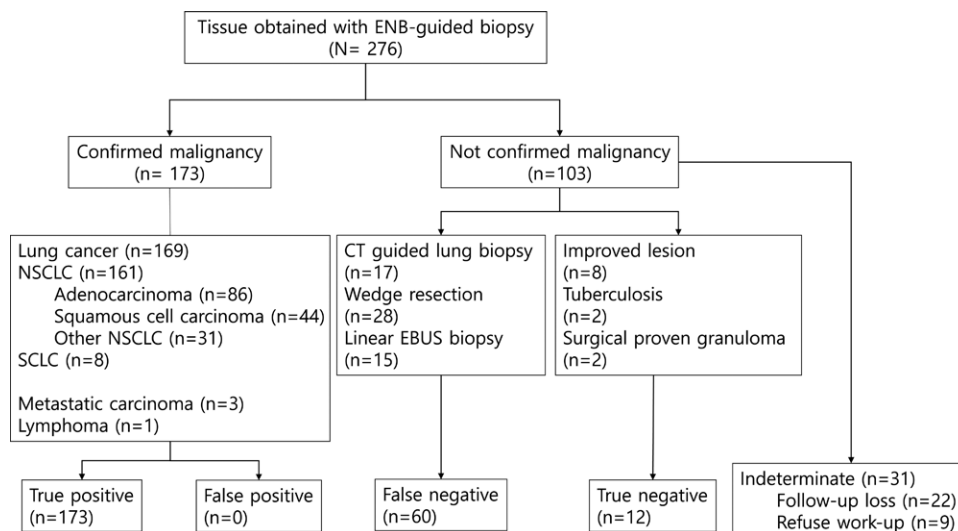 Tissue obtained with ENB-guided biopsy
(N= 276)
Confirmed malignancy
(n= 173)
Not confirmed malignancy
(n=103)
Lung cancer (n=169)
NSCLC (n=161)
Adenocarcinoma (n=86)
Squamous cell carcinoma (n=44)
Other NSCLC (n=31)
SCLC (n=8)
Metastatic carcinoma (n=3)
Lymphoma (n=1)
CT guided lung biopsy
(n=17)
Wedge resection
(n=28)
Linear EBUS biopsy
(n=15)
Improved lesion
(n=8)
Tuberculosis
(n=2)
Surgical proven granuloma
(n=2)
True positive
(n=173)
False positive
(n=0)
False negative
(n=60)
True negative
(n=12)
Indeterminate (n=31)
Follow-up loss (n=22)
Refuse work-up (n=9)